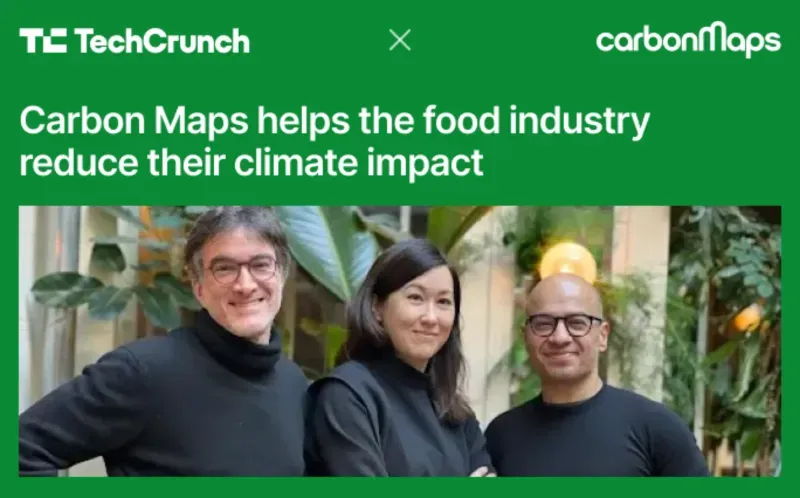 TechCrunch
carbonMaps
Carbon Maps helps the food industry
reduce their climate impact